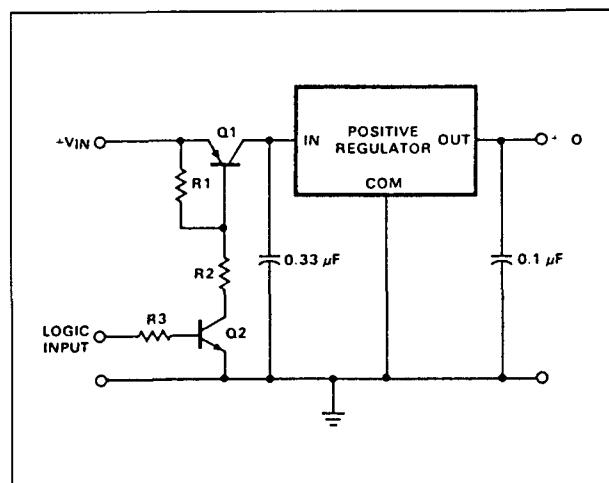 Q1
+VIN
IN
POSITIVE
REGULATOR
OUT
+ O
COM
R1
R2
0.33 µF
0.1 µF
LOGIC
INPUT
R3
Q2